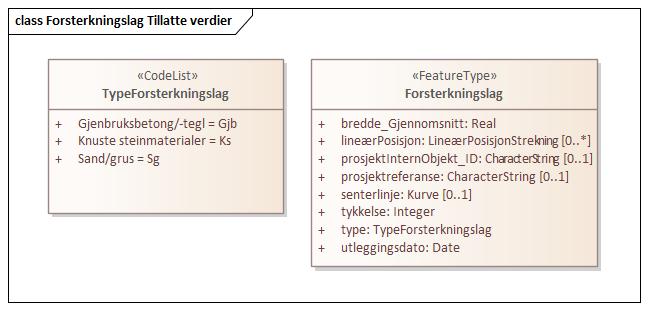 class Forsterkningslag Tillatte verdier
«CodeList»
TypeForsterkningslag
+ Gjenbruksbetong/-tegl = Gjb
+ Knuste steinmaterialer = Ks
+ Sand/grus = Sg
«FeatureType»
Forsterkningslag
+ bredde_Gjennomsnitt: Real
+ lineærPosisjon: LineærPosisjonStrekning [0..*]
+ prosjektInternObjekt_ID: CharacterString [0..1]
+ prosjektreferanse: CharacterString [0..1]
+ senterlinje: Kurve [0..1]
+ tykkelse: Integer
+ type: TypeForsterkningslag
+ utleggingsdato: Date